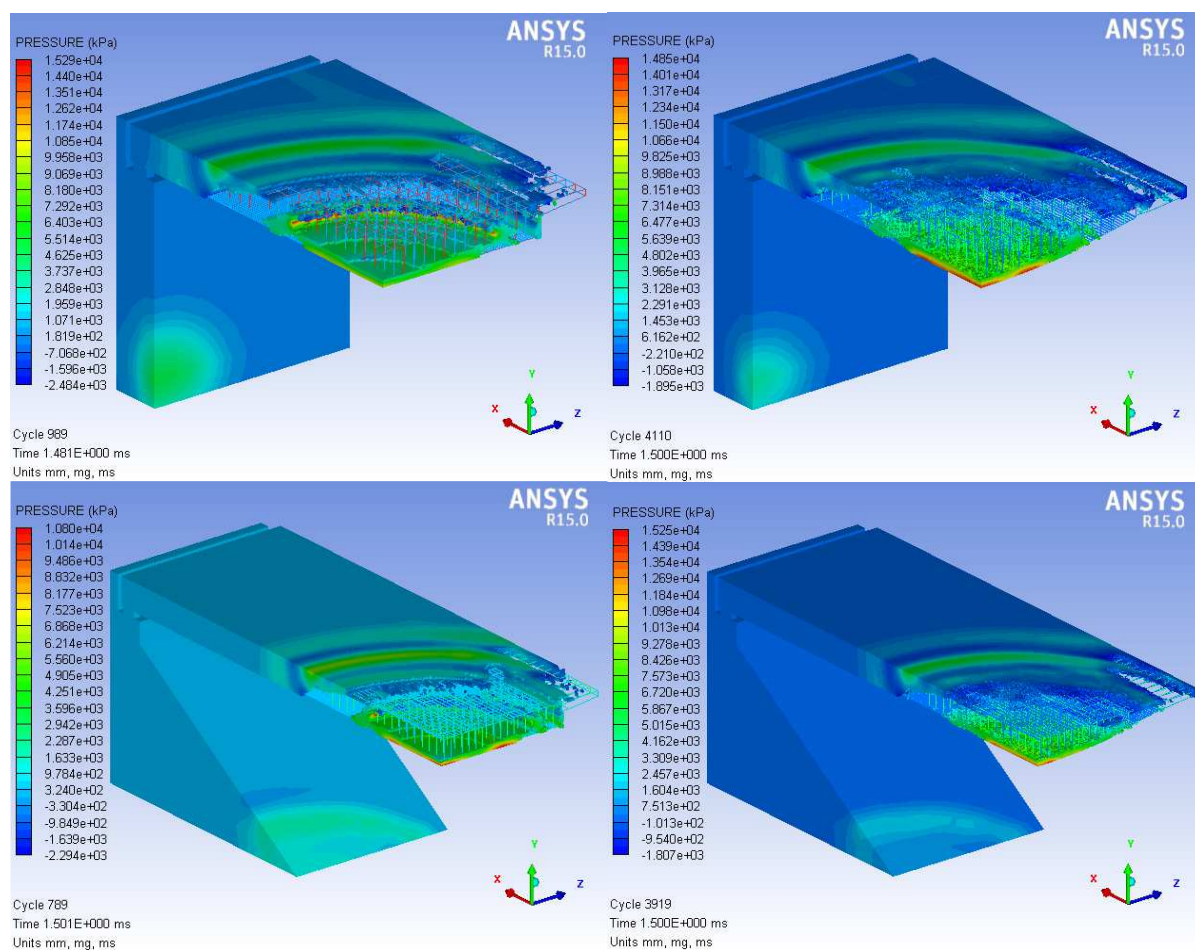 ANSYS
R15.0
PRESSURE (kPa)
1.529e+04
1.440e+04
1.351e+04
1.262e+04
1.174e+04
1.085e+04
9.958e+03
9.069e+03
8.180e+03
7.292e+03
6.403e+03
5.514e+03
4.625e+03
3.737e+03
2.848e+03
1.959e+03
1.071e+03
1.819e+02
-7.068e+02
-1.596e+03
-2.484e+03
X
Y
Z
Cycle 989
Time 1.481E+000 ms
Units mm, mg, ms
ANSYS
R15.0
PRESSURE (kPa)
1.485e+04
1.401e+04
1.317e+04
1.234e+04
1.150e+04
1.066e+04
9.825e+03
8.988e+03
8.151e+03
7.314e+03
6.477e+03
5.639e+03
4.802e+03
3.965e+03
3.128e+03
2.291e+03
1.453e+03
6.162e+02
-2.210e+02
-1.058e+03
-1.895e+03
X
Y
Z
Cycle 4110
Time 1.500E+000 ms
Units mm, mg, ms
ANSYS
R15.0
PRESSURE (kPa)
1.080e+04
1.014e+04
9.486e+03
8.832e+03
8.177e+03
7.523e+03
6.868e+03
6.214e+03
5.560e+03
4.905e+03
4.251e+03
3.596e+03
2.942e+03
2.287e+03
1.633e+03
9.784e+02
3.240e+02
-3.304e+02
-9.849e+02
-1.639e+03
-2.294e+03
X
Y
Z
Cycle 789
Time 1.501E+000 ms
Units mm, mg, ms
ANSYS
R15.0
PRESSURE (kPa)
1.525e+04
1.439e+04
1.354e+04
1.269e+04
1.184e+04
1.098e+04
1.013e+04
9.278e+03
8.426e+03
7.573e+03
6.720e+03
5.867e+03
5.015e+03
4.162e+03
3.309e+03
2.457e+03
1.604e+03
7.513e+02
-1.013e+02
-9.540e+02
-1.807e+03
X
Y
Z
Cycle 3919
Time 1.500E+000 ms
Units mm, mg, ms